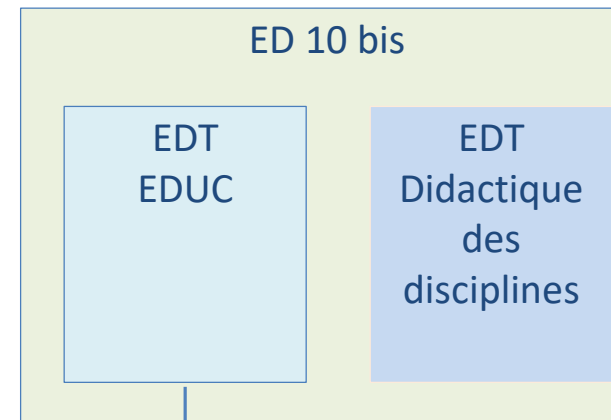 ED 10 bis
EDT
EDUC
EDT
Didactique
des
disciplines